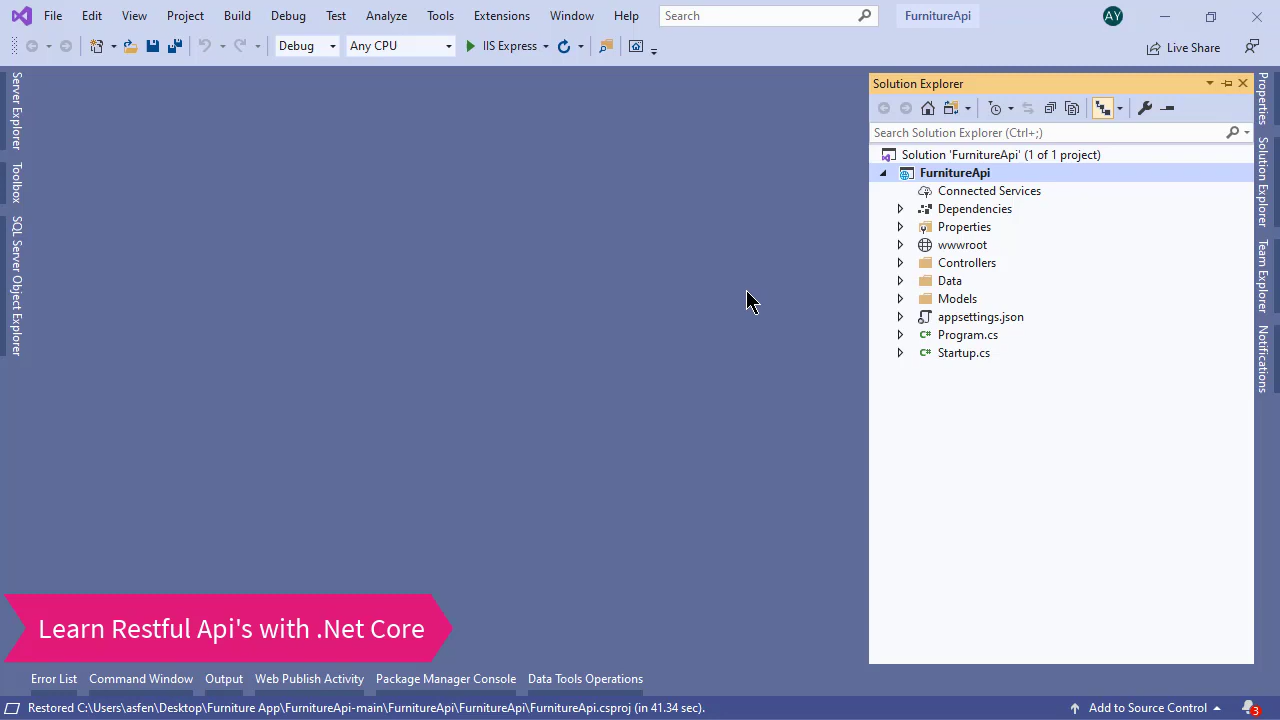 File Edit View Project Build Debug Test Analyze Tools Extensions Window Help Search FurnitureApi AY
Debug Any CPU IIS Express Live Share
Server Explorer
Toolbox
SQL Server Object Explorer
Solution Explorer
Search Solution Explorer (Ctrl+;)
Solution 'FurnitureApi' (1 of 1 project)
FurnitureApi
Connected Services
Dependencies
Properties
wwwroot
Controllers
Data
Models
appsettings.json
C# Program.cs
C# Startup.cs
Properties
Solution Explorer
Team Explorer
Notifications
Learn Restful Api's with .Net Core
Error List Command Window Output Web Publish Activity Package Manager Console Data Tools Operations
Restored C:\Users\asfen\Desktop\Furniture App\FurnitureApi-main\FurnitureApi\FurnitureApi\FurnitureApi.csproj (in 41.34 sec). Add to Source Control 3